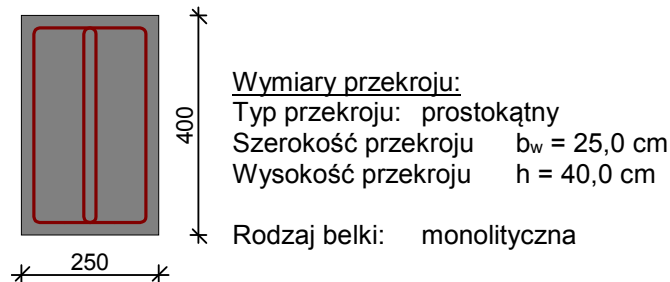 Wymiary przekroju:
Typ przekroju: prostokątny
Szerokość przekroju bw = 25,0 cm
Wysokość przekroju h = 40,0 cm
Rodzaj belki: monolityczna
400
250